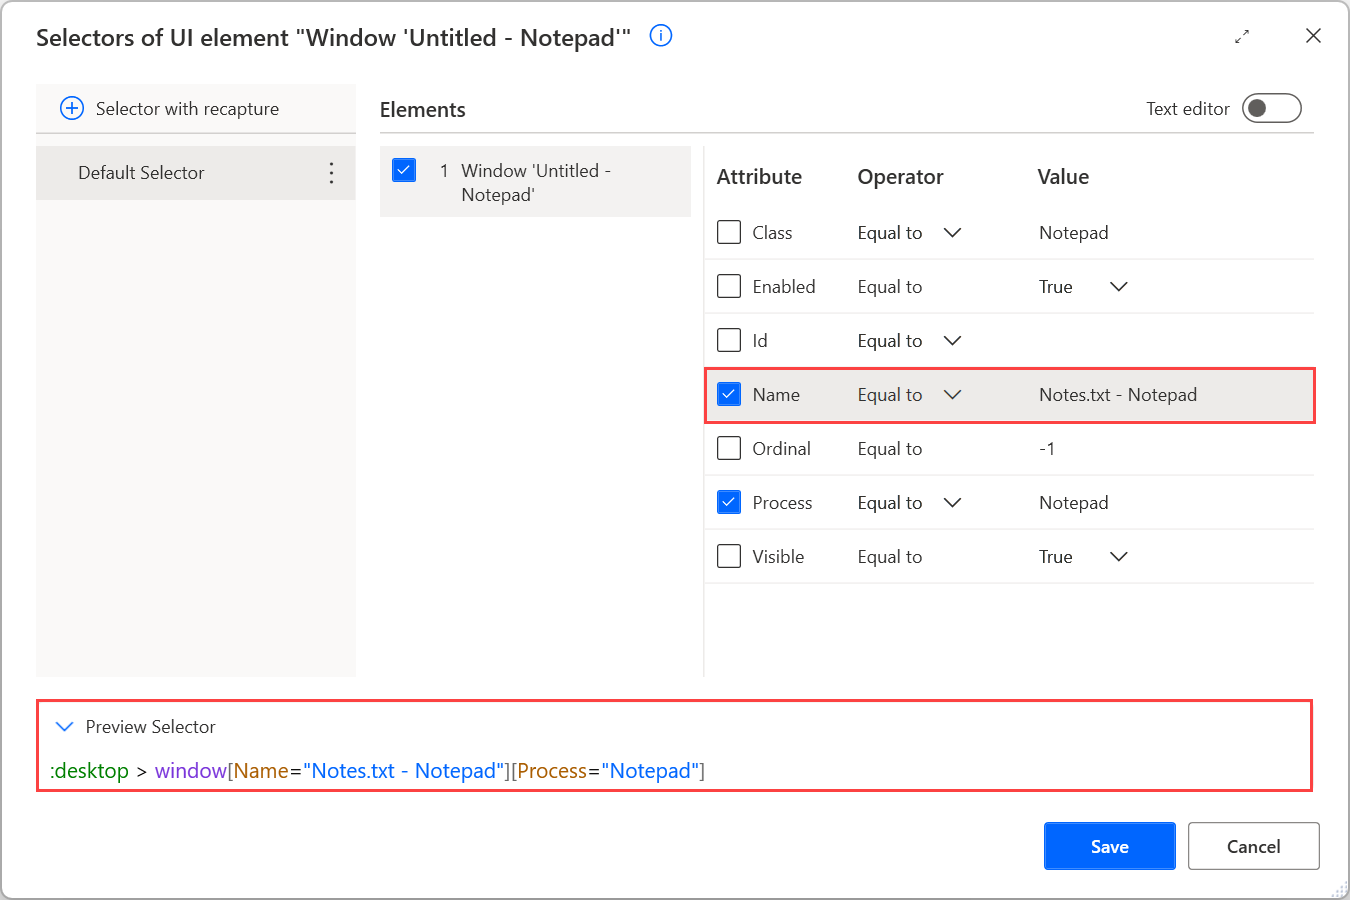 Selectors of UI element "Window 'Untitled - Notepad'"
Selector with recapture
Default Selector
Elements
Text editor
1 Window 'Untitled -
Notepad'
Attribute Operator Value
Class Equal to Notepad
Enabled Equal to True
Id Equal to
Name Equal to Notes.txt - Notepad
Ordinal Equal to -1
Process Equal to Notepad
Visible Equal to True
Preview Selector
:desktop > window[Name="Notes.txt - Notepad"][Process="Notepad"]
Save Cancel